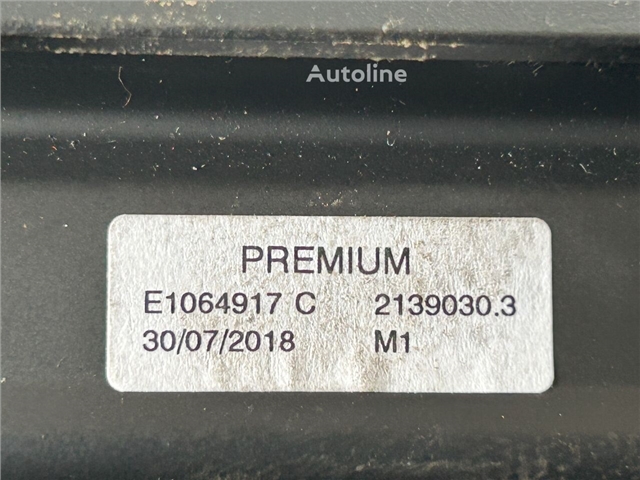 Autoline
PREMIUM
E1064917 C 2139030.3
30/07/2018 M1